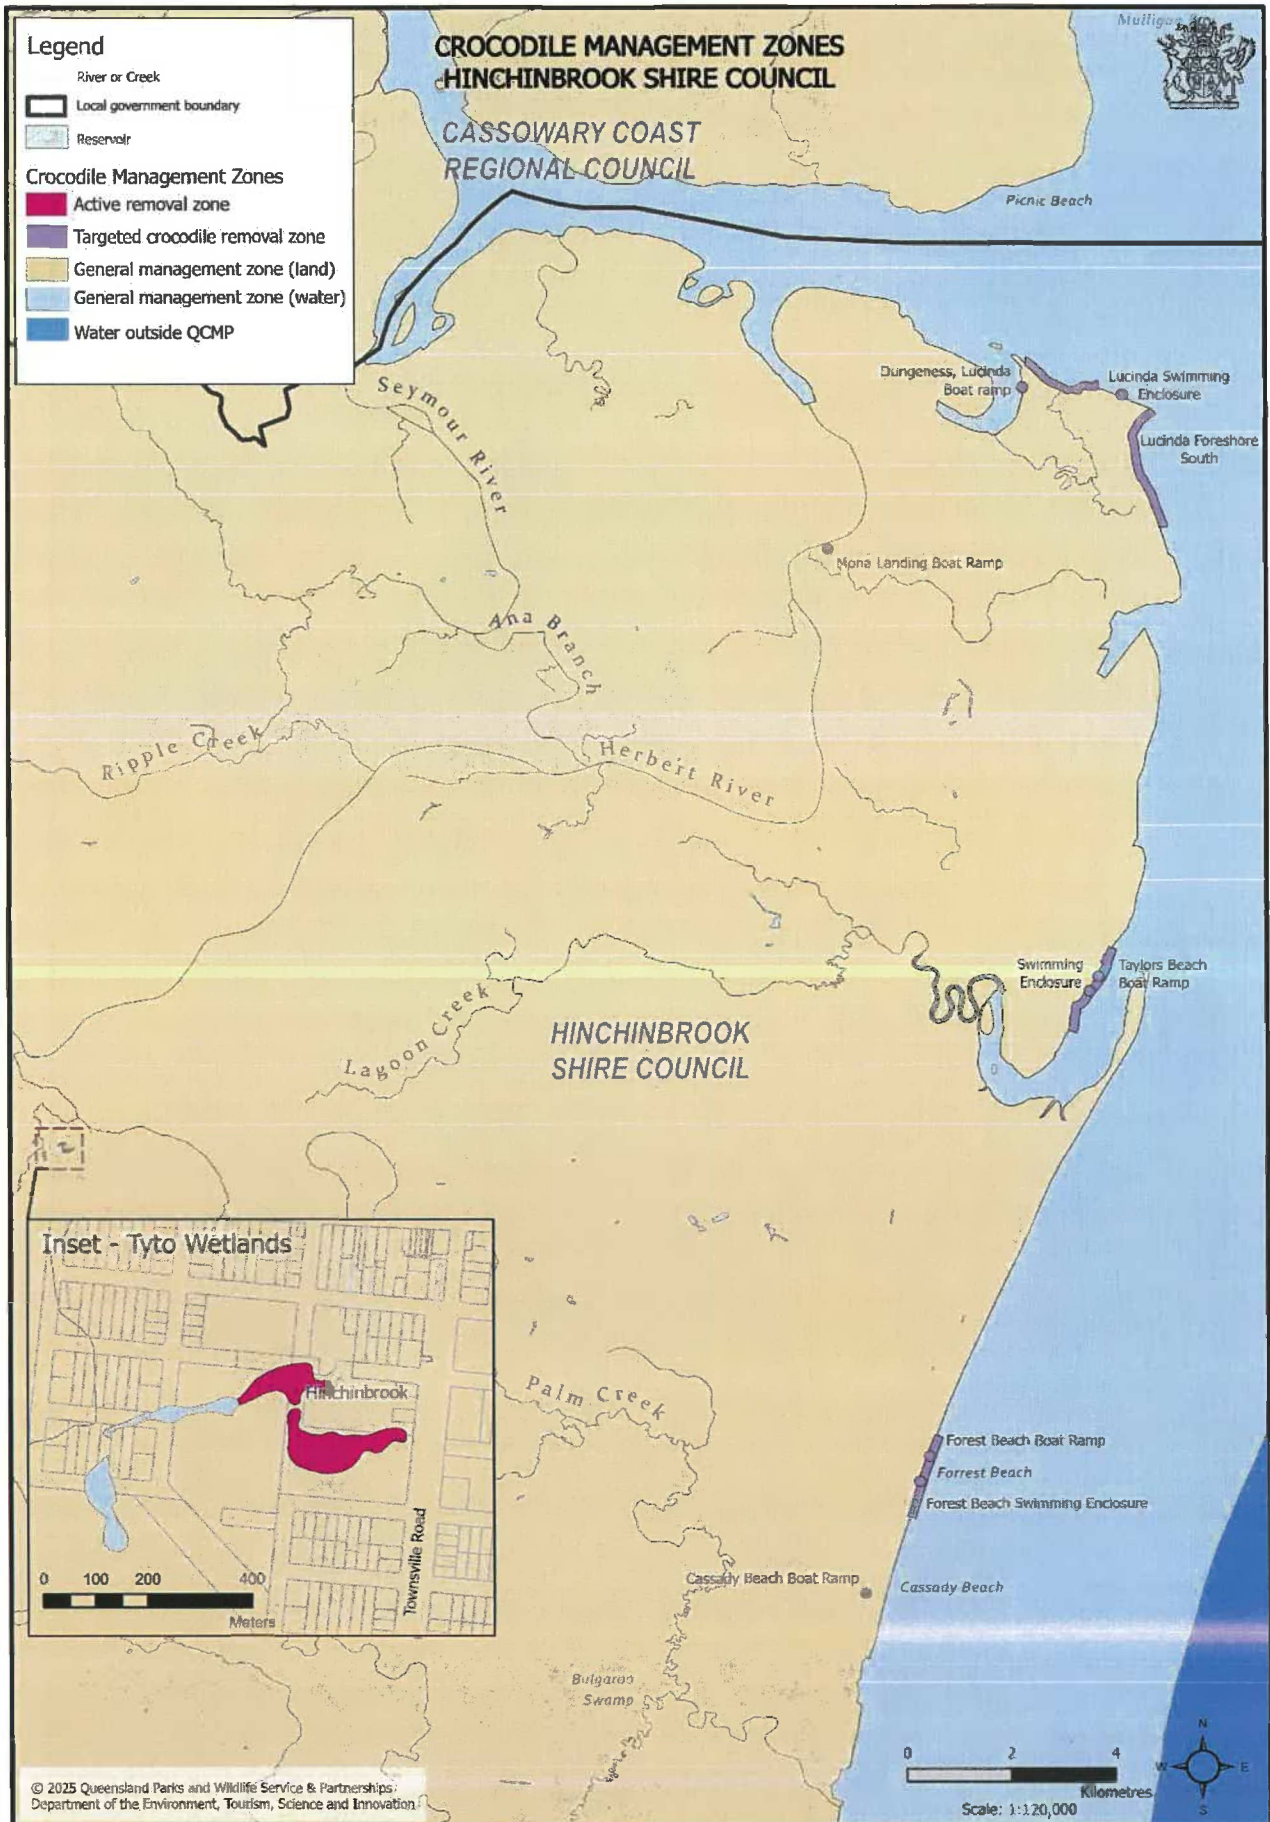 Legend
River or Creek
Local government boundary
Reservoir
Crocodile Management Zones
Active removal zone
Targeted crocodile removal zone
General management zone (land)
General management zone (water)
Water outside QCMP
CROCODILE MANAGEMENT ZONES
HINCHINBROOK SHIRE COUNCIL
CASSOWARY COAST
REGIONAL COUNCIL
Picnic Beach
Dungeness, Lucinda
Boat ramp
Lucinda Swimming
Enclosure
Lucinda Foreshore
South
Seymour River
Mona Landing Boat Ramp
Ana Branch
Ripple Creek
Herbert River
Swimming
Enclosure
Taylors Beach
Boat Ramp
Lagoon Creek
HINCHINBROOK
SHIRE COUNCIL
Inset - Tyto Wetlands
Hinchinbrook
Townsville Road
0 100 200 400
Meters
Palm Creek
Forest Beach Boat Ramp
Forrest Beach
Forest Beach Swimming Enclosure
Cassady Beach Boat Ramp
Cassady Beach
Bulgaroo
Swamp
N
W E
S
0 2 4
Kilometres
Scale: 1:120,000
© 2025 Queensland Parks and Wildlife Service & Partnerships
Department of the Environment, Tourism, Science and Innovation